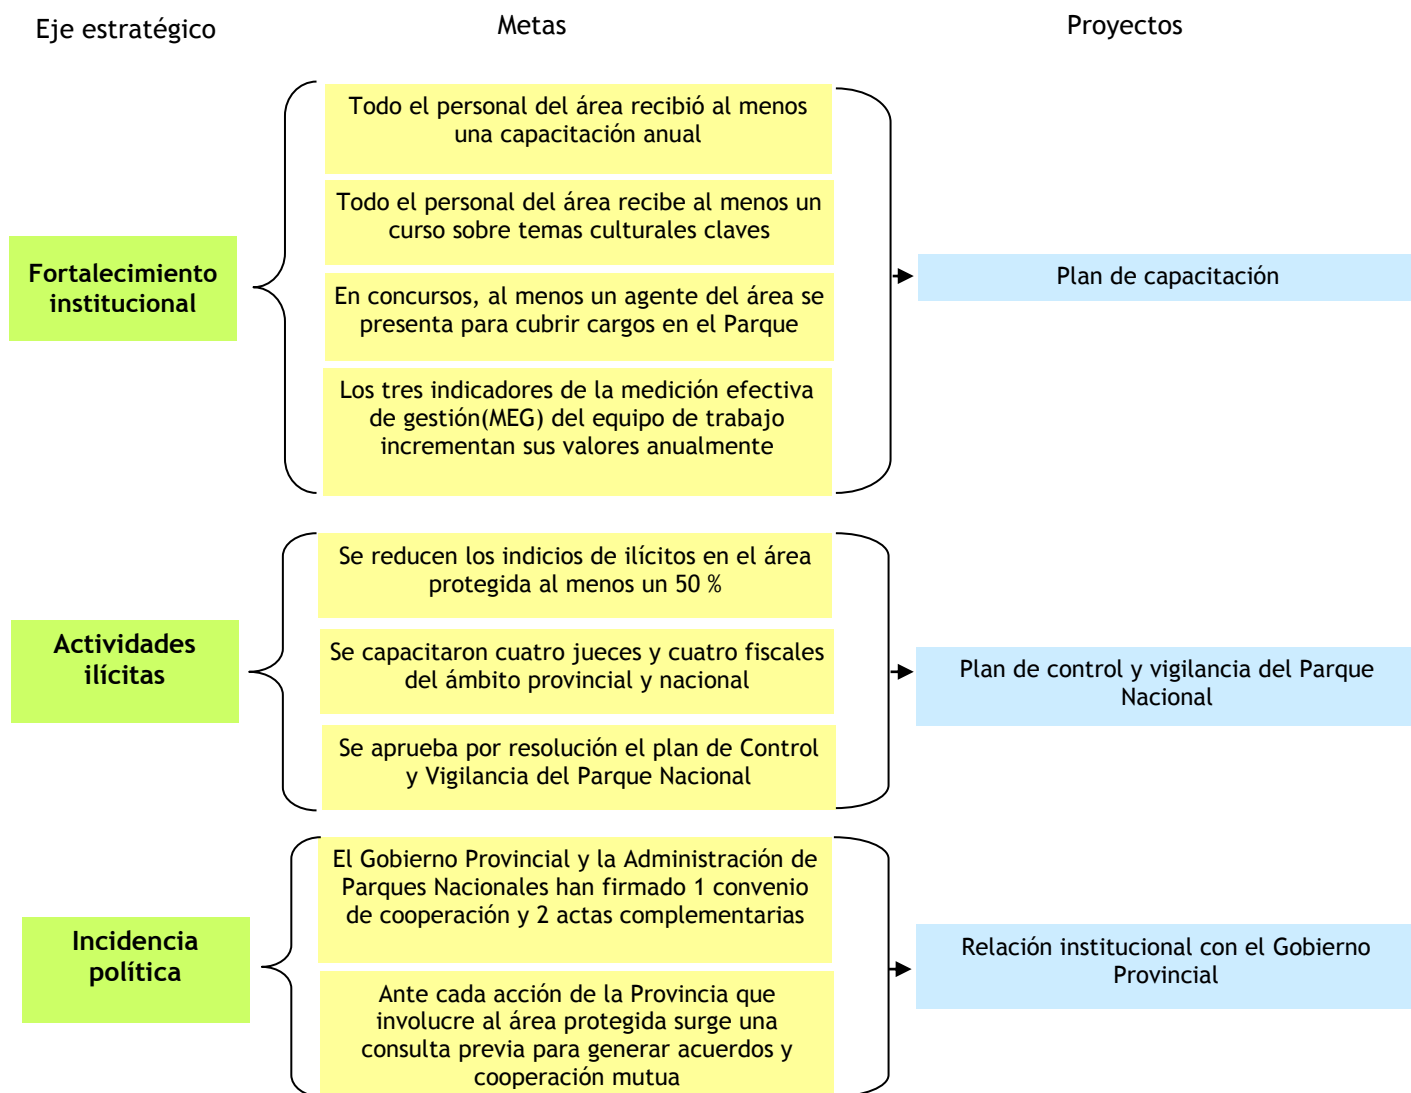 Eje estratégico
Metas
Proyectos
Fortalecimiento
institucional
Todo el personal del área recibió al menos
una capacitación anual
Todo el personal del área recibe al menos un
curso sobre temas culturales claves
En concursos, al menos un agente del área se
presenta para cubrir cargos en el Parque
Los tres indicadores de la medición efectiva
de gestión(MEG) del equipo de trabajo
incrementan sus valores anualmente
Plan de capacitación
Actividades
ilícitas
Se reducen los indicios de ilícitos en el área
protegida al menos un 50 %
Se capacitaron cuatro jueces y cuatro fiscales
del ámbito provincial y nacional
Se aprueba por resolución el plan de Control
y Vigilancia del Parque Nacional
Plan de control y vigilancia del Parque
Nacional
Incidencia
política
El Gobierno Provincial y la Administración de
Parques Nacionales han firmado 1 convenio
de cooperación y 2 actas complementarias
Ante cada acción de la Provincia que
involucre al área protegida surge una
consulta previa para generar acuerdos y
cooperación mutua
Relación institucional con el Gobierno
Provincial